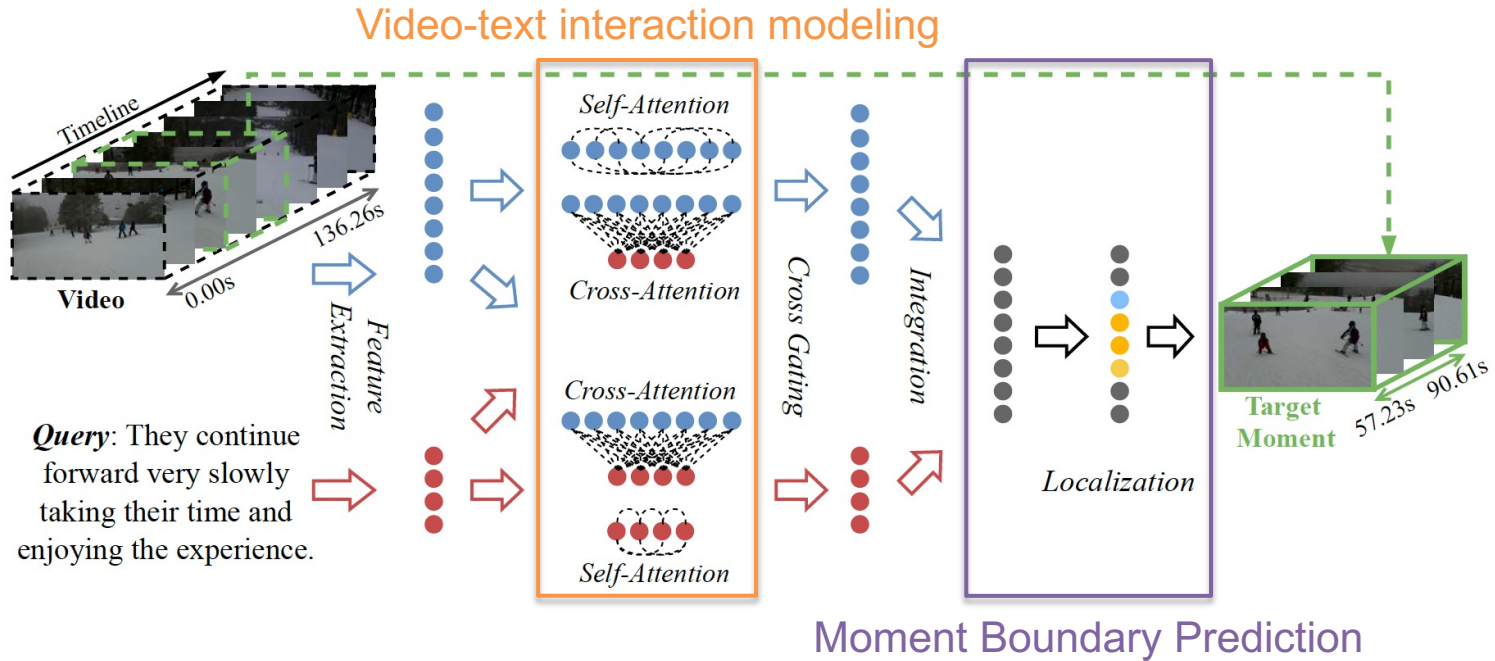 Video-text interaction modeling
Timeline
136.26s
0.00s
Video
Feature
Extraction
Query: They continue
forward very slowly
taking their time and
enjoying the experience.
Self-Attention
Cross-Attention
Cross-Attention
Self-Attention
Cross Gating
Integration
Localization
Target
Moment
57.23s
90.61s
Moment Boundary Prediction